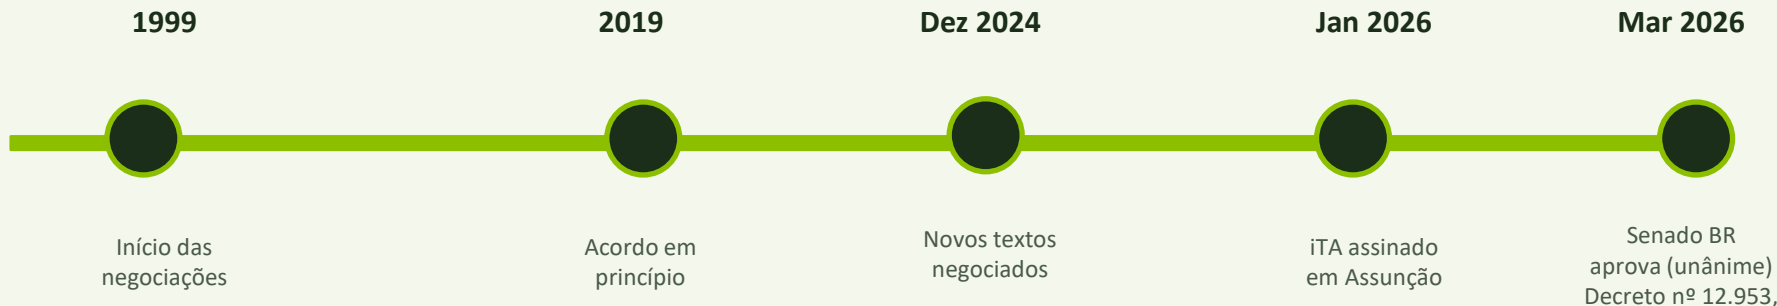 1999
2019
Dez 2024
Jan 2026
Mar 2026
Início das
negociações
Acordo em
princípio
Novos textos
negociados
iTA assinado
em Assunção
Senado BR
aprova (unânime)
Decreto nº 12.953,